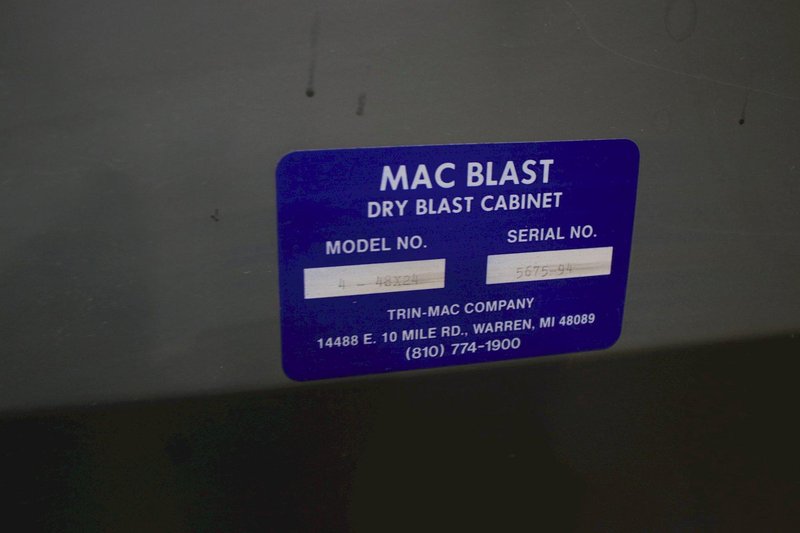 MAC BLAST
DRY BLAST CABINET
MODEL NO. SERIAL NO.
4 - 48X24 5675-94
TRIN-MAC COMPANY
14488 E. 10 MILE RD., WARREN, MI 48089
(810) 774-1900